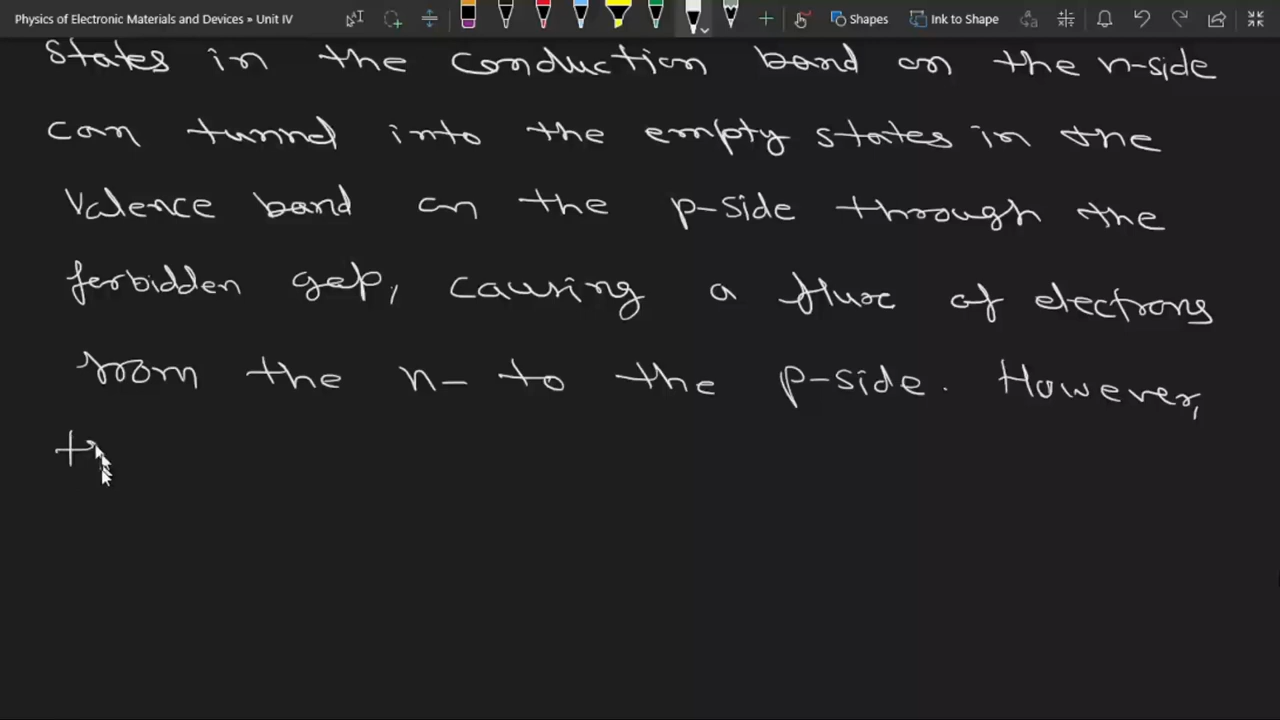 Physics of Electronic Materials and Devices » Unit IV
Shapes
Ink to Shape
states in the conduction band on the n-side
can tunnel into the empty states in the
valence band on the p-side through the
forbidden gap, causing a flux of electrons
from the n- to the p-side. However,